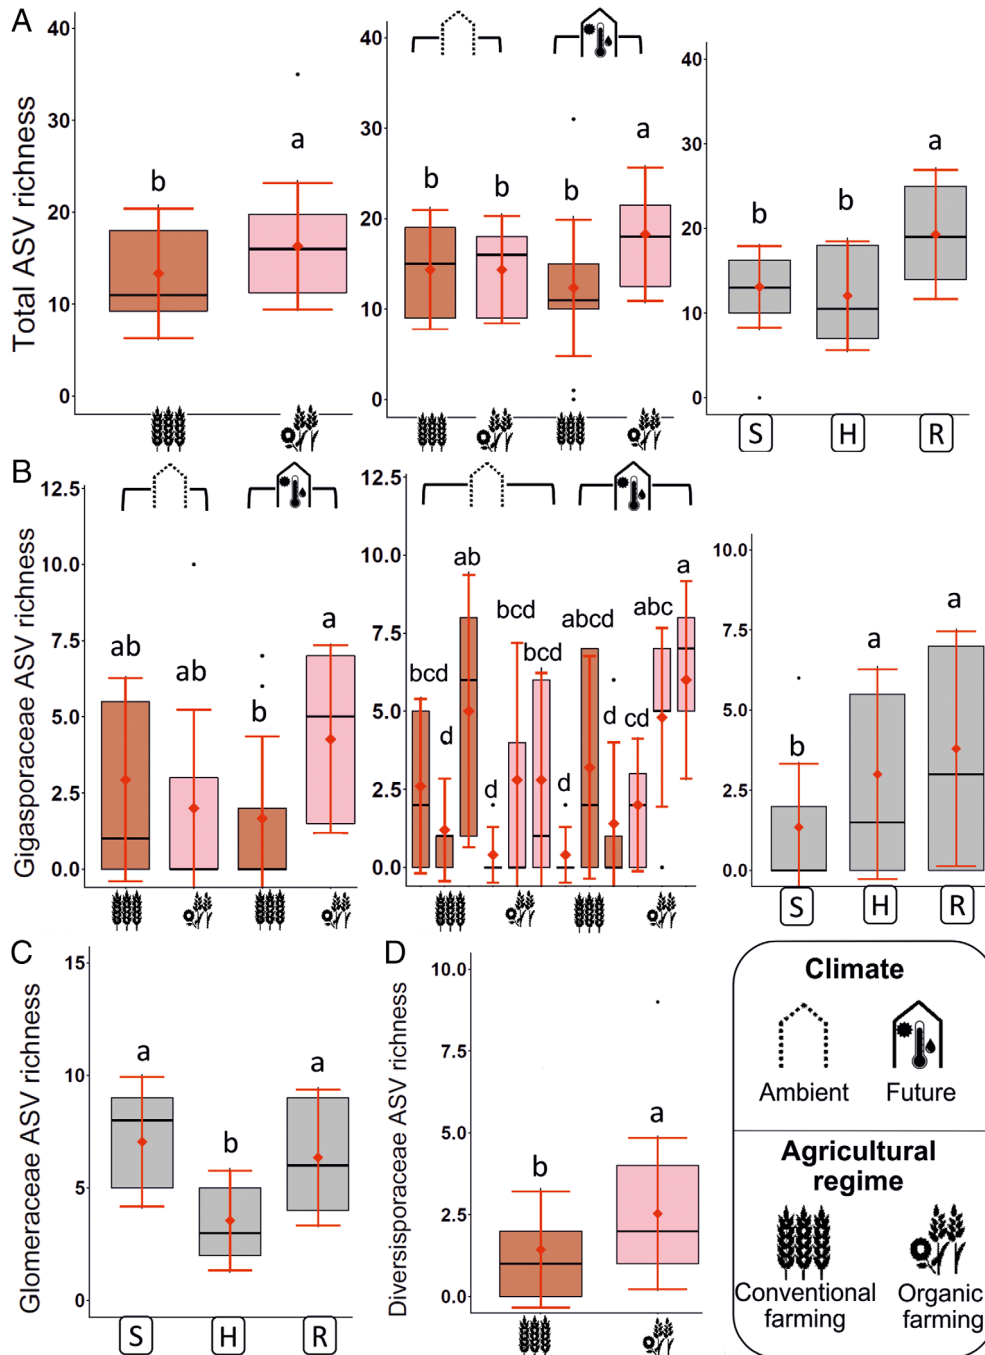 A
Total ASV richness
40
30
20
10
0
b
a
40
30
20
10
0
b
b
b
a
40
30
20
10
0
b
b
a
S
H
R
B
Gigasporaceae ASV richness
12.5
10.0
7.5
5.0
2.5
0.0
ab
ab
b
a
12.5
10.0
7.5
5.0
2.5
0.0
bcd
d
ab
d
bcd
bcd
d
abcd
d
cd
abc
a
10.0
7.5
5.0
2.5
0.0
b
a
a
S
H
R
C
Glomeraceae ASV richness
15
10
5
0
a
b
a
S
H
R
D
Diversisporaceae ASV richness
10.0
7.5
5.0
2.5
0.0
b
a
Climate
Ambient
Future
Agricultural
regime
Conventional
farming
Organic
farming